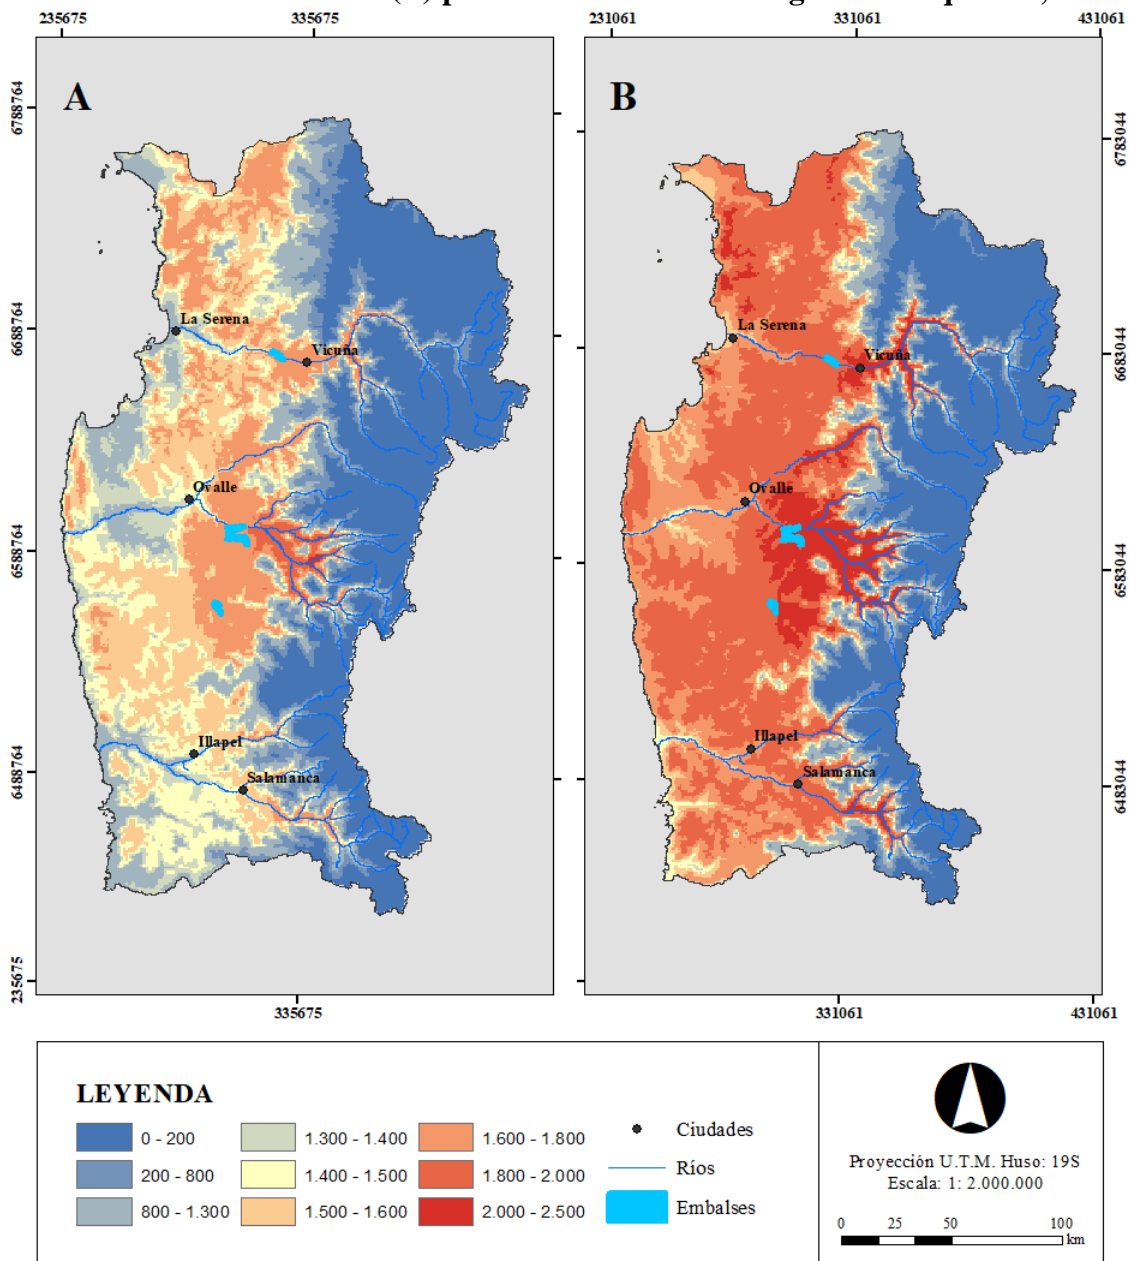 235675 335675
231061 331061 431061
A
B
6788764
6688764
6588764
6488764
235675
6783044
6683044
6583044
6483044
La Serena
Vicuña
Ovalle
Illapel
Salamanca
La Serena
Vicuña
Ovalle
Illapel
Salamanca
335675
331061 431061
LEYENDA
0 - 200
200 - 800
800 - 1.300
1.300 - 1.400
1.400 - 1.500
1.500 - 1.600
1.600 - 1.800
1.800 - 2.000
2.000 - 2.500
Ciudades
Ríos
Embalses
Proyección U.T.M. Huso: 19S
Escala: 1: 2.000.000
0 25 50 100
km